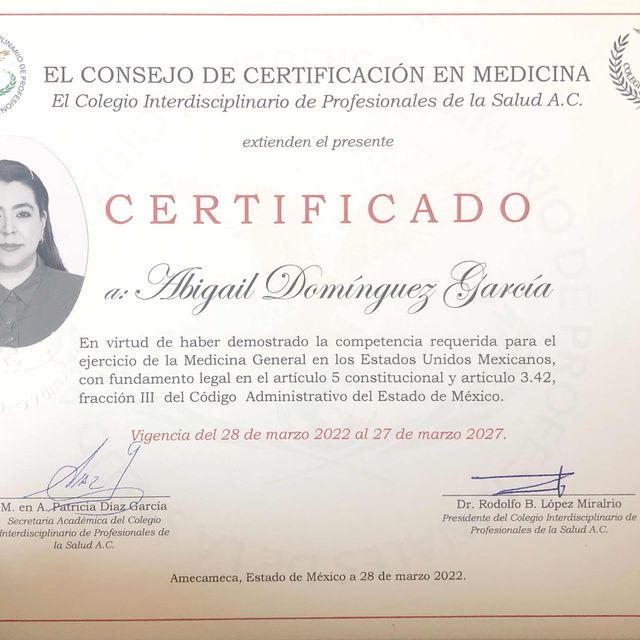 EL CONSEJO DE CERTIFICACIÓN EN MEDICINA
El Colegio Interdisciplinario de Profesionales de la Salud A.C.
extienden el presente
CERTIFICADO
a: Abigail Domínguez García
En virtud de haber demostrado la competencia requerida para el
ejercicio de la Medicina General en los Estados Unidos Mexicanos,
con fundamento legal en el artículo 5 constitucional y articulo 3.42,
fracción III del Código Administrativo del Estado de México.
Vigencia del 28 de marzo 2022 al 27 de marzo 2027.
M. en A. Patricia Díaz García
Secretaria Académica del Colegio
Interdisciplinario de Profesionales de
la Salud A.C.
Dr. Rodolfo B. López Miralrio
Presidente del Colegio Interdisciplinario de
Profesionales de la Salud A.C.
Amecameca, Estado de México a 28 de marzo 2022.